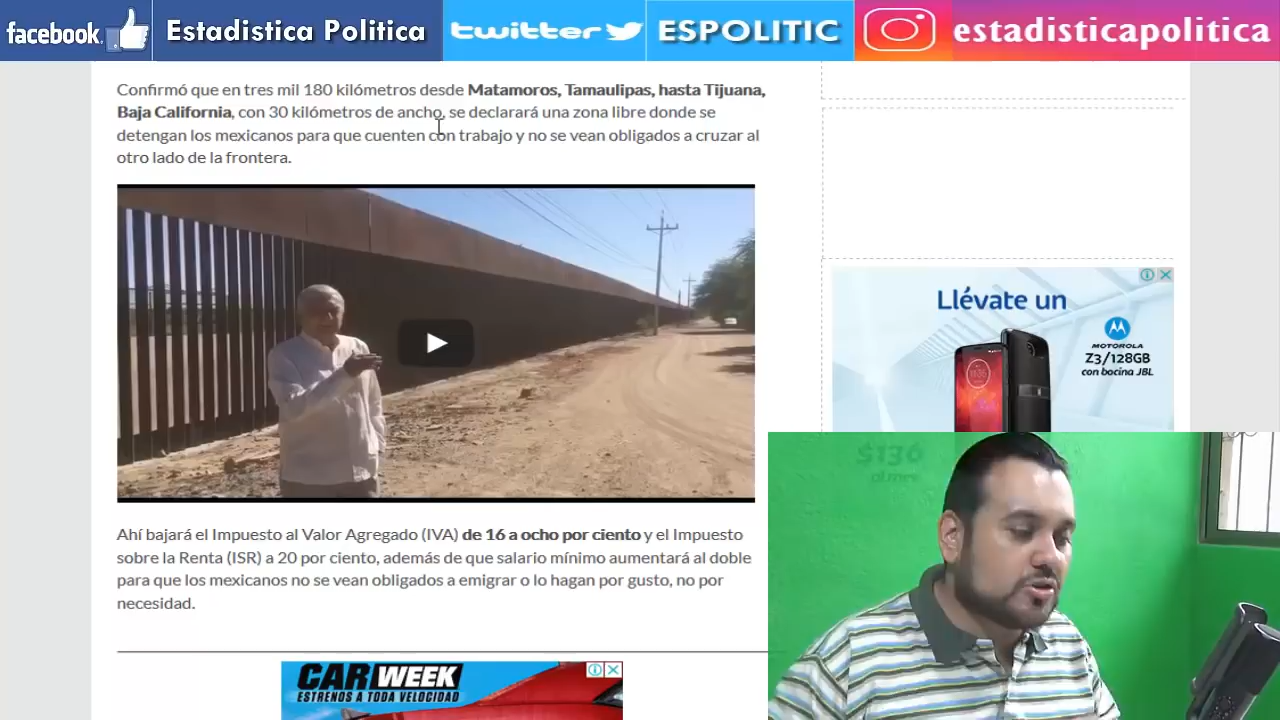 facebook.
Estadistica Politica
twitter
ESPOLITIC
estadisticapolitica
Confirmó que en tres mil 180 kilómetros desde Matamoros, Tamaulipas, hasta Tijuana,
Baja California, con 30 kilómetros de ancho, se declarará una zona libre donde se
detengan los mexicanos para que cuenten con trabajo y no se vean obligados a cruzar al
otro lado de la frontera.
Llévate un
MOTOROLA
Z3/128GB
con bocina JBL
$136
al mes
Ahí bajará el Impuesto al Valor Agregado (IVA) de 16 a ocho por ciento y el Impuesto
sobre la Renta (ISR) a 20 por ciento, además de que salario mínimo aumentará al doble
para que los mexicanos no se vean obligados a emigrar o lo hagan por gusto, no por
necesidad.
CAR WEEK
ESTRENOS A TODA VELOCIDAD